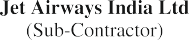 Jet Airways India Ltd
(Sub-Contractor)